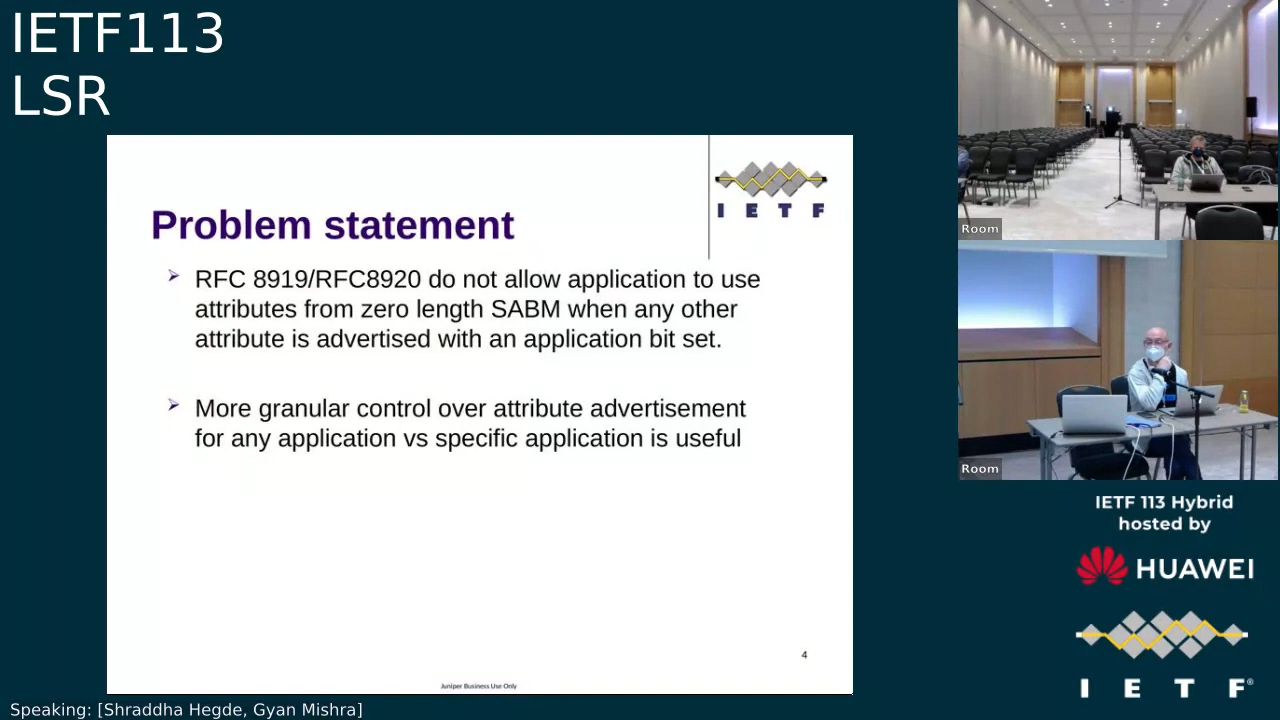 IETF113
LSR
I E T F
Problem statement
RFC 8919/RFC8920 do not allow application to use
attributes from zero length SABM when any other
attribute is advertised with an application bit set.
More granular control over attribute advertisement
for any application vs specific application is useful
4
Juniper Business Use Only
Speaking: [Shraddha Hegde, Gyan Mishra]
Room
Room
IETF 113 Hybrid
hosted by
HUAWEI
I E T F®